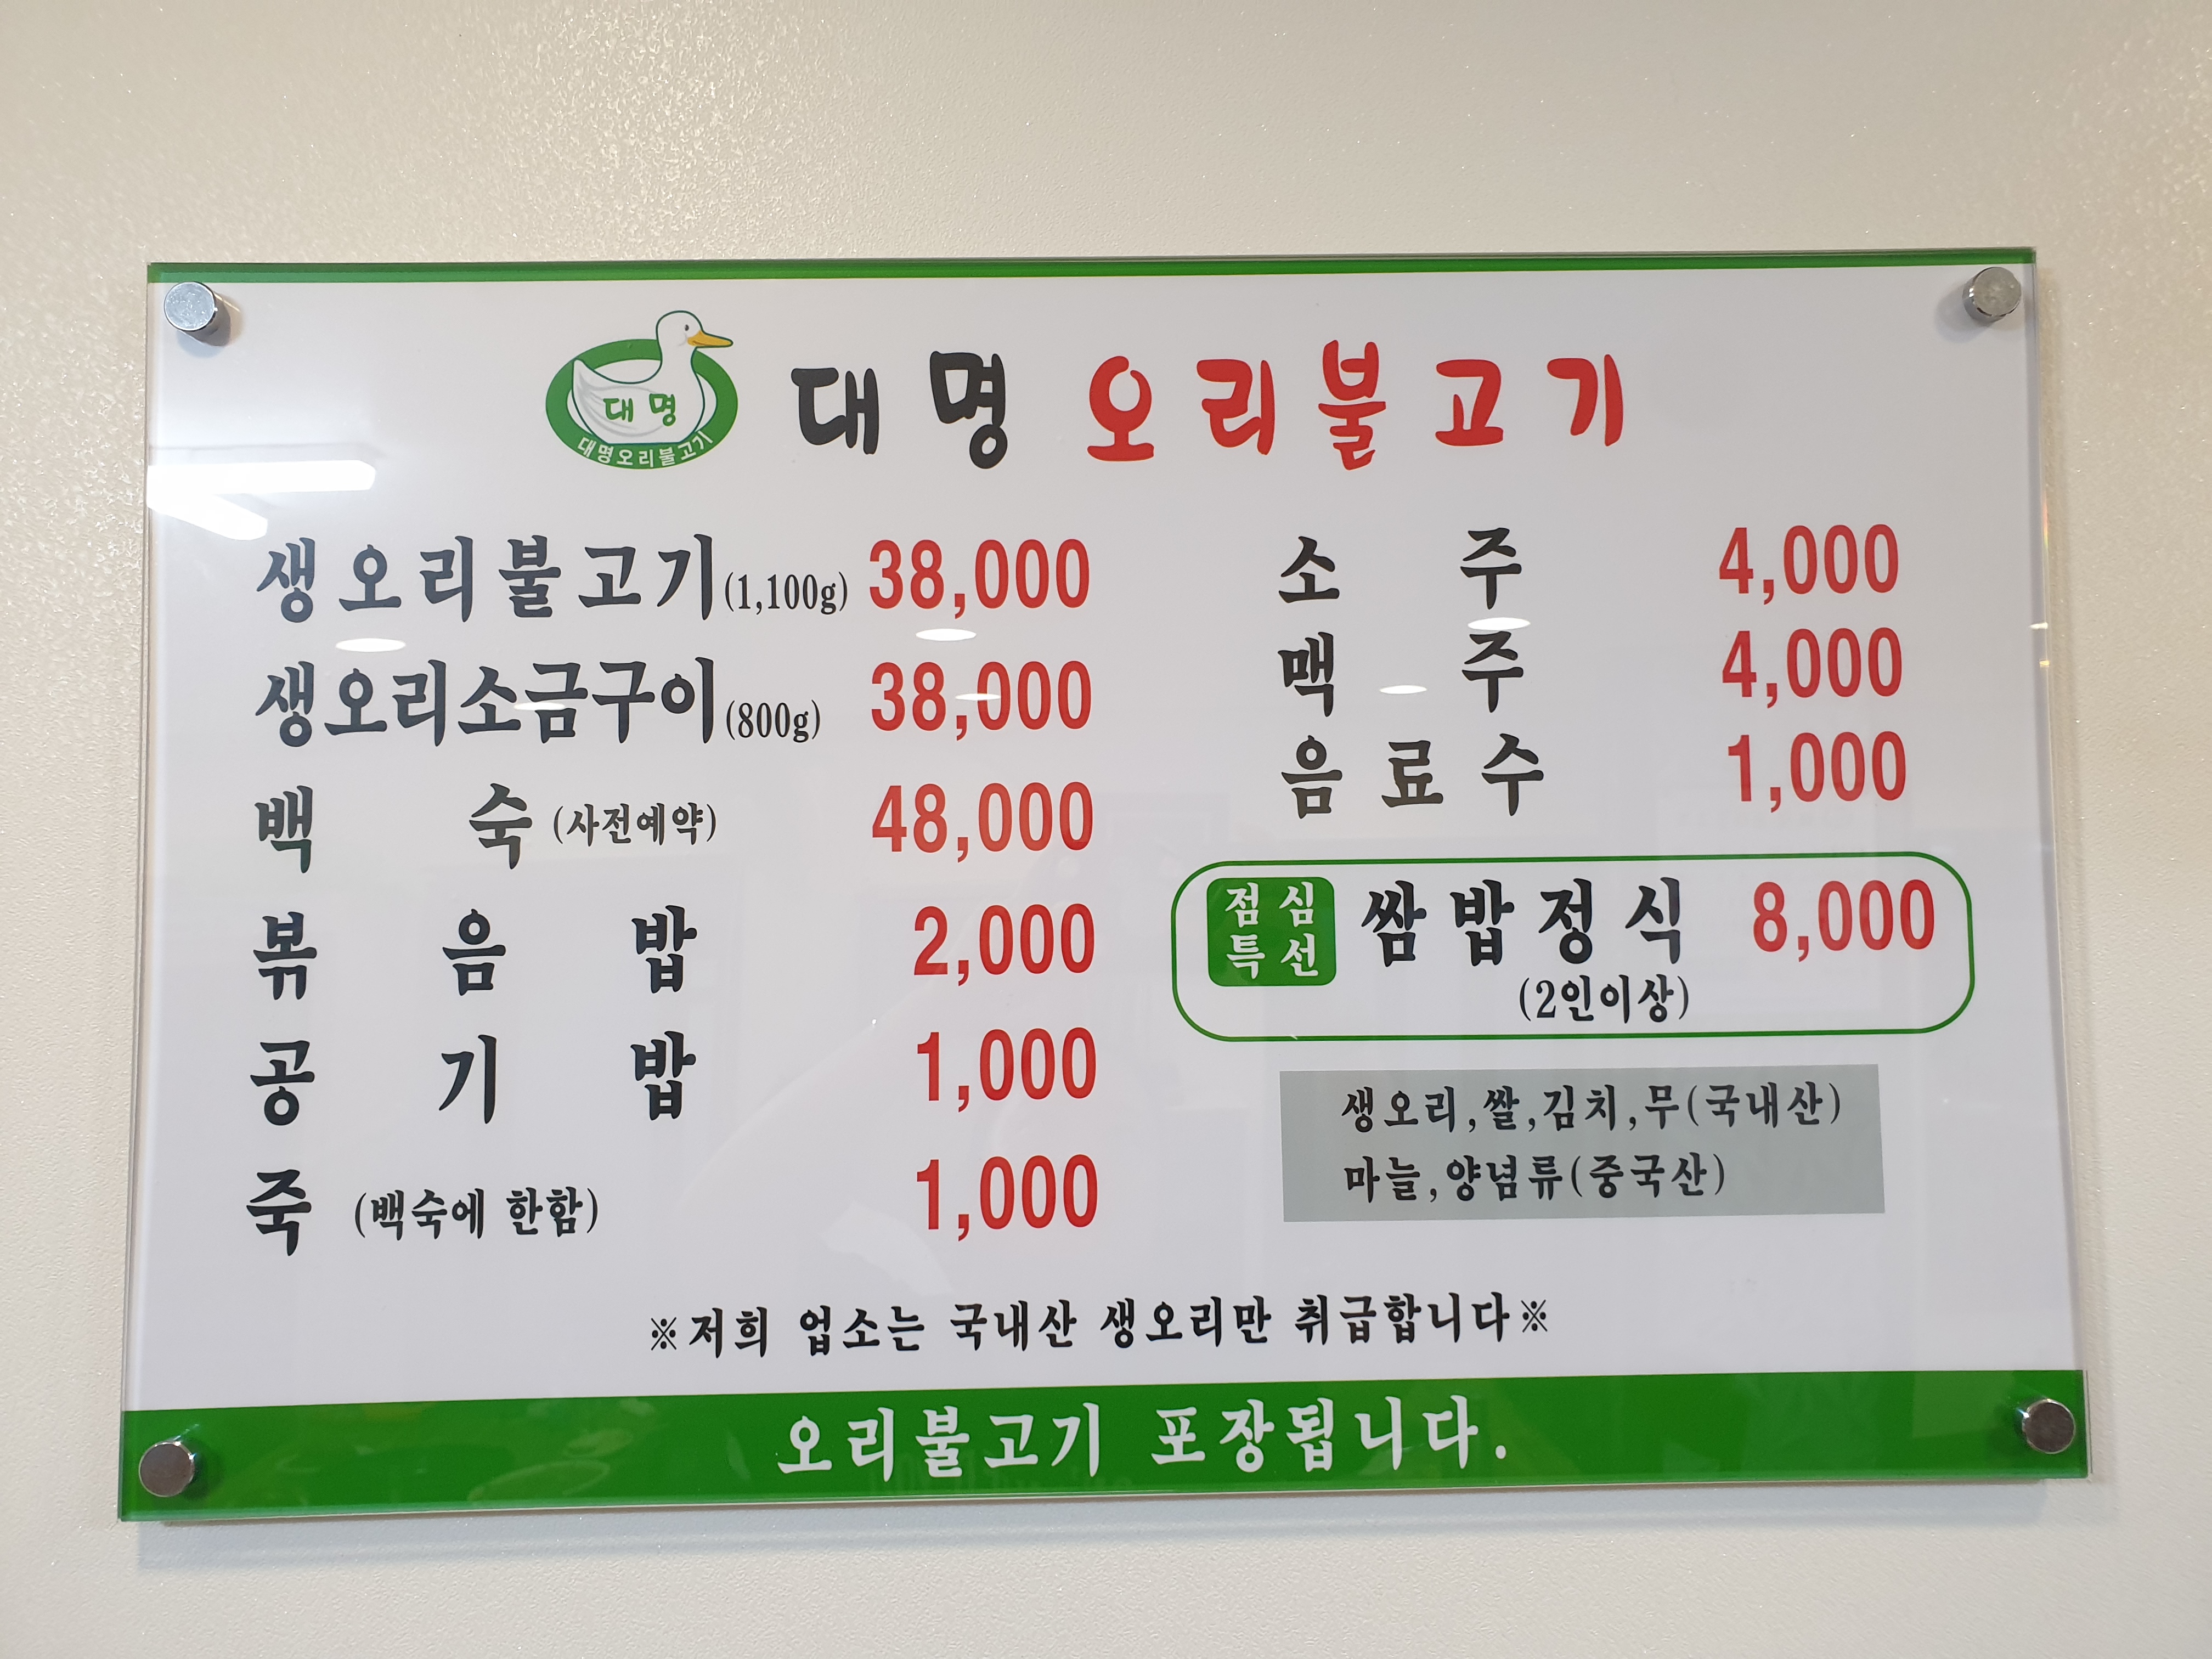 대명
대명오리불고기
대명 오리불고기
생오리불고기(1,100g) 38,000
생오리소금구이(800g) 38,000
백숙(사전예약) 48,000
볶음밥 2,000
공기밥 1,000
죽 (백숙에 한함) 1,000
소주 4,000
맥주 4,000
음료수 1,000
점심
특선
쌈밥정식 8,000
(2인이상)
생오리,쌀,김치,무(국내산)
마늘,양념류(중국산)
※저희 업소는 국내산 생오리만 취급합니다※
오리불고기 포장됩니다.